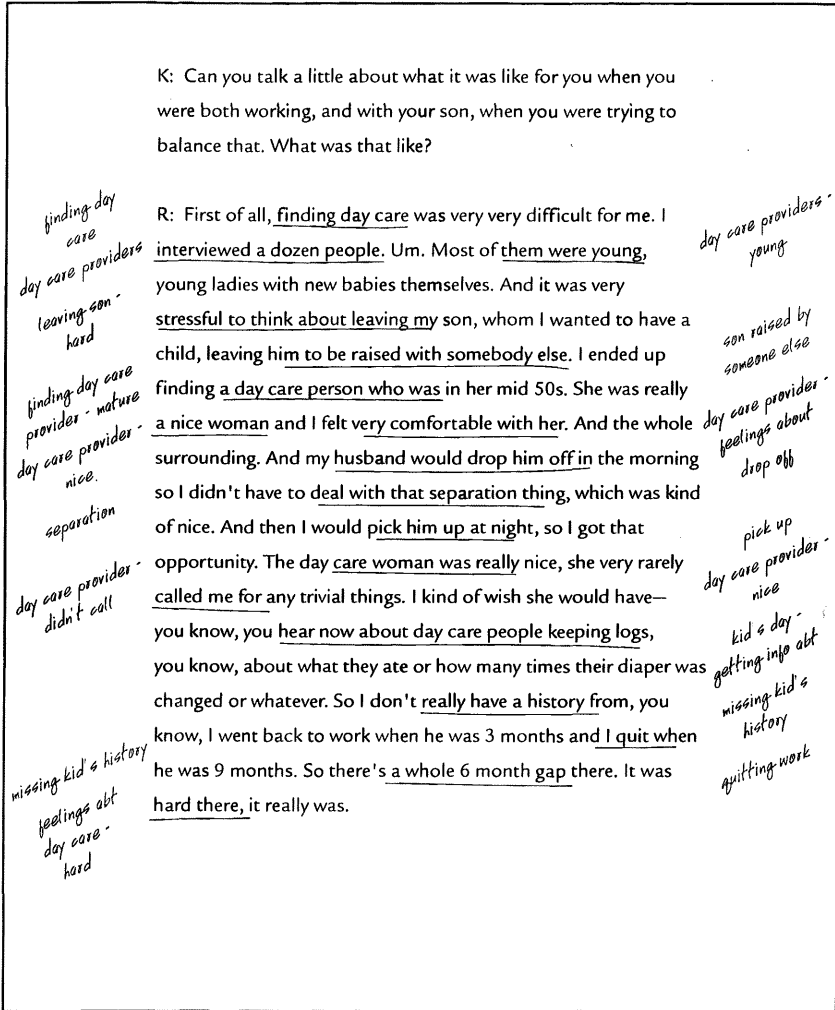 K: Can you talk a little about what it was like for you when you
were both working, and with your son, when you were trying to
balance that. What was that like?
finding day
care
day care providers
leaving son -
hard
finding day care
provider - mature
day care provider -
nice.
separation
day care provider -
didn't call
missing kid's history
feelings abt
day care -
hard
R: First of all, finding day care was very very difficult for me. I
interviewed a dozen people. Um. Most of them were young,
young ladies with new babies themselves. And it was very
stressful to think about leaving my son, whom I wanted to have a
child, leaving him to be raised with somebody else. I ended up
finding a day care person who was in her mid 50s. She was really
a nice woman and I felt very comfortable with her. And the whole
surrounding. And my husband would drop him off in the morning
so I didn't have to deal with that separation thing, which was kind
of nice. And then I would pick him up at night, so I got that
opportunity. The day care woman was really nice, she very rarely
called me for any trivial things. I kind of wish she would have—
you know, you hear now about day care people keeping logs,
you know, about what they ate or how many times their diaper was
changed or whatever. So I don't really have a history from, you
know, I went back to work when he was 3 months and I quit when
he was 9 months. So there's a whole 6 month gap there. It was
hard there, it really was.
day care providers -
young
son raised by
someone else
day care provider -
feelings about
drop off
pick up
day care provider -
nice
kid's day -
getting info abt
missing kid's
history
quitting work